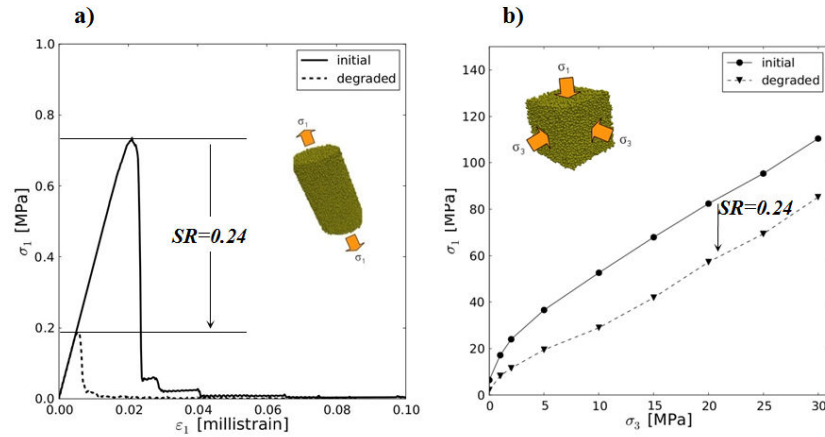 a)
1.0
0.8
0.6
0.4
0.2
0.0
0.00 0.02 0.04 0.06 0.08 0.10
σ₁ [MPa]
ε₁ [millistrain]
initial
degraded
σ₁
σ₁
SR=0.24
b)
140
120
100
80
60
40
20
0
0 5 10 15 20 25 30
σ₁ [MPa]
σ₃ [MPa]
initial
degraded
σ₁
σ₃
σ₃
SR=0.24